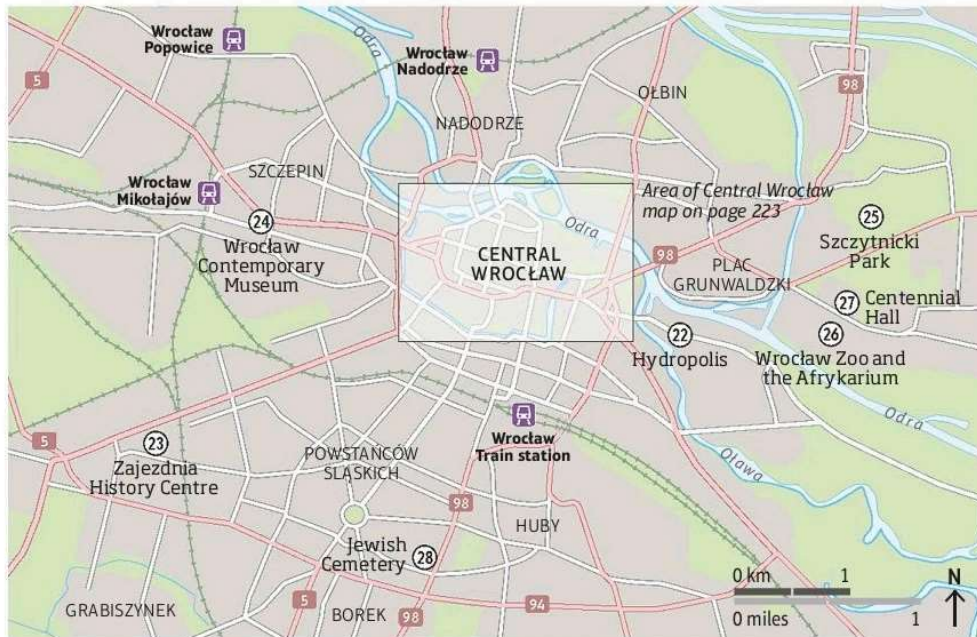 Wrocław
Popowice
Odra
Wrocław
Nadodrze
5
98
OŁBIN
NADODRZE
SZCZEPIN
Wrocław
Mikołajów
24
Wrocław
Contemporary
Museum
Area of Central Wrocław
map on page 223
Odra
25
Szczytnicki
Park
CENTRAL
WROCŁAW
98
PLAC
GRUNWALDZKI
27 Centennial
Hall
22
Hydropolis
26
Wrocław Zoo and
the Afrykarium
Odra
Wrocław
Train station
5
23
Zajezdnia
History Centre
POWSTAŃCÓW
SLASKICH
Oława
98
HUBY
Jewish
Cemetery 28
GRABISZYNEK
5
BOREK
98
94
0 km 1
0 miles 1
N